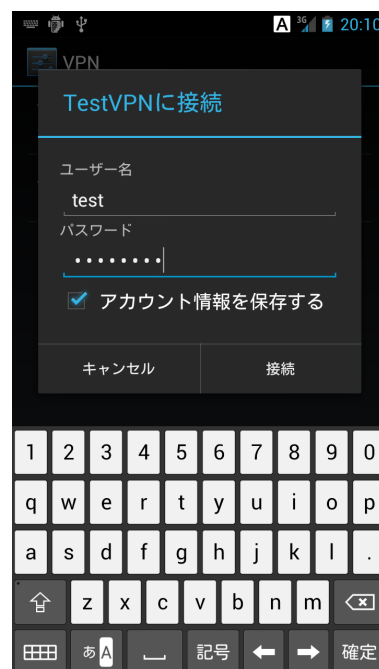 A 3G 20:10
VPN
TestVPNに接続
ユーザー名
test
パスワード
••••••••
アカウント情報を保存する
キャンセル 接続
1 2 3 4 5 6 7 8 9 0
q w e r t y u i o p
a s d f g h j k l .
z x c v b n m
あ A 記号 確定